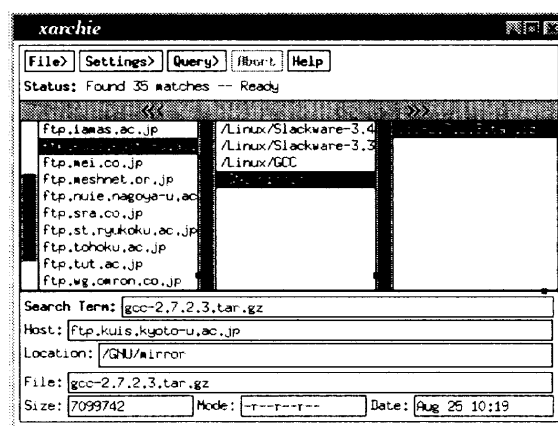 xarchie
File> Settings> Query> Abort Help
Status: Found 35 matches -- Ready
<<< >>>
ftp.iamas.ac.jp
ftp.mei.co.jp
ftp.meshnet.or.jp
ftp.nuie.nagoya-u.ac
ftp.sra.co.jp
ftp.st.ryukoku.ac.jp
ftp.tohoku.ac.jp
ftp.tut.ac.jp
ftp.wg.omron.co.jp
/Linux/Slackware-3.4
/Linux/Slackware-3.3
/Linux/GCC
Search Term: gcc-2.7.2.3.tar.gz
Host: ftp.kuis.kyoto-u.ac.jp
Location: /GNU/mirror
File: gcc-2.7.2.3.tar.gz
Size: 7099742 Mode: -r--r--r-- Date: Aug 25 10:19